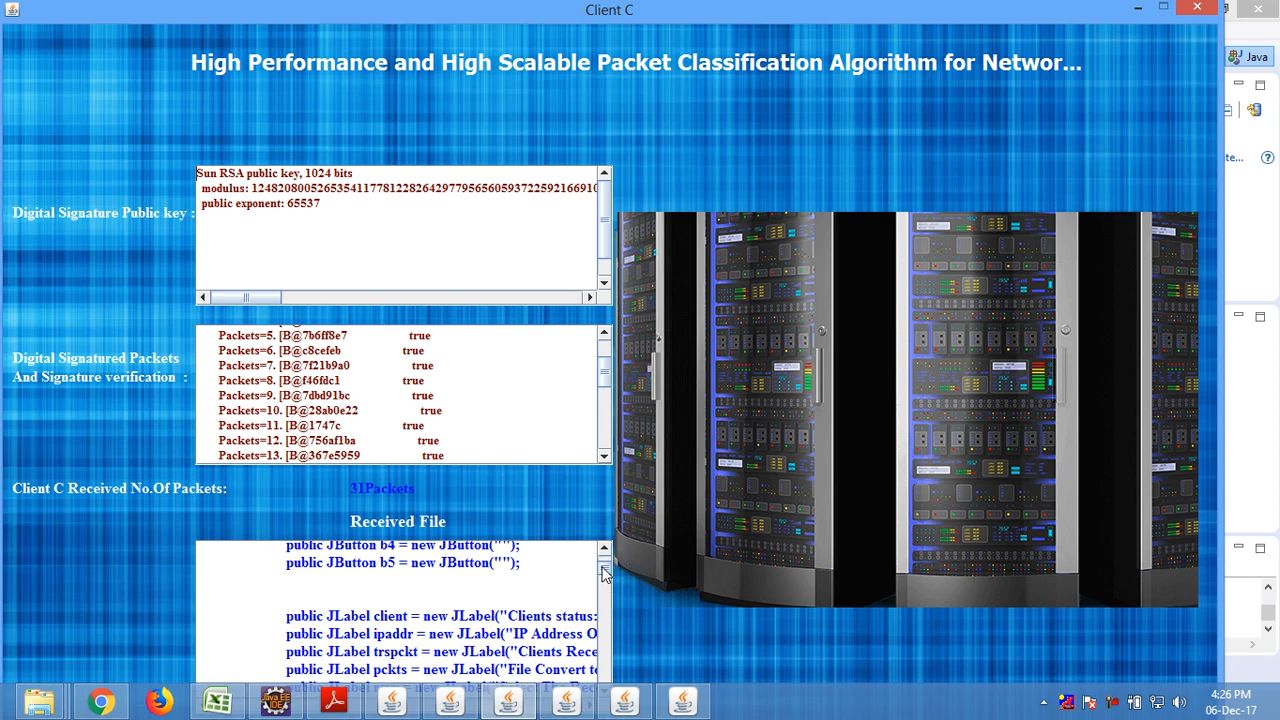 Client C
High Performance and High Scalable Packet Classification Algorithm for Networ...
Java
te...
Digital Signature Public key :
Sun RSA public key, 1024 bits
modulus: 12482080052653541177812282642977956560593722592166910
public exponent: 65537
Digital Signatured Packets
And Signature verification :
Packets=5. [B@7b6ff8e7 true
Packets=6. [B@c8cefeb true
Packets=7. [B@7f21b9a0 true
Packets=8. [B@f46fdc1 true
Packets=9. [B@7dbd91bc true
Packets=10. [B@28ab0e22 true
Packets=11. [B@1747c true
Packets=12. [B@756af1ba true
Packets=13. [B@367e5959 true
Client C Received No.Of Packets: 31Packets
Received File
public JButton b4 = new JButton("");
public JButton b5 = new JButton("");
public JLabel client = new JLabel("Clients status:
public JLabel ipaddr = new JLabel("IP Address O
public JLabel trspckt = new JLabel("Clients Rece
public JLabel pckts = new JLabel("File Convert to
Java EE
IDE
4:26 PM
06-Dec-17